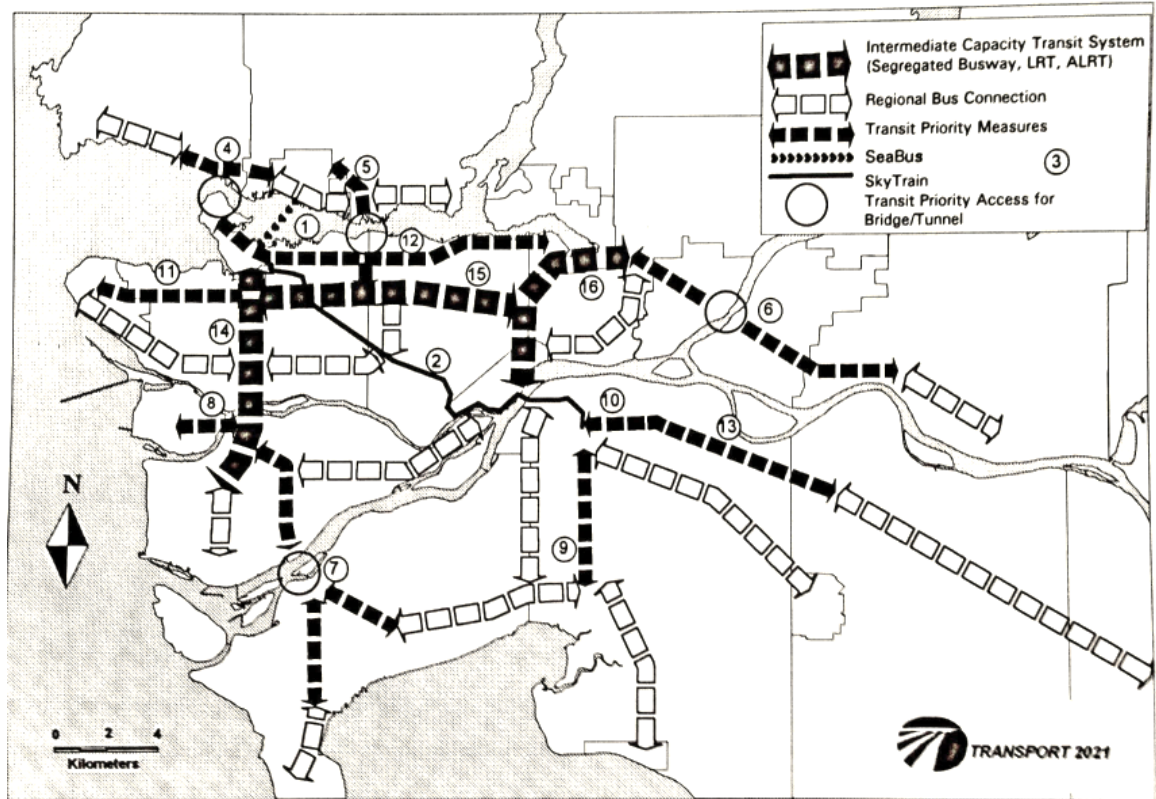 Intermediate Capacity Transit System
(Segregated Busway, LRT, ALRT)
Regional Bus Connection
Transit Priority Measures
SeaBus
3
SkyTrain
Transit Priority Access for
Bridge/Tunnel
4
5
1
12
11
15
16
6
14
2
8
10
13
N
9
7
0 2 4
Kilometers
TRANSPORT 2021